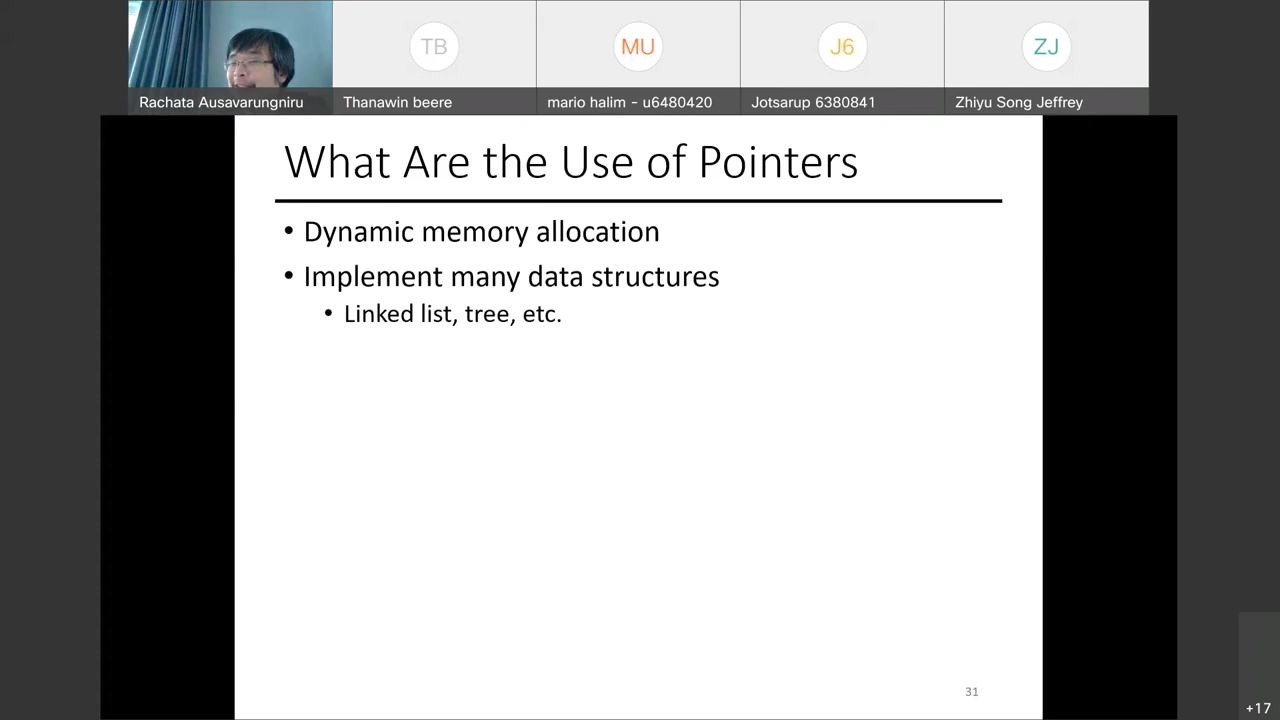 TB
MU
J6
ZJ
Rachata Ausavarungniru
Thanawin beere
mario halim - u6480420
Jotsarup 6380841
Zhiyu Song Jeffrey
What Are the Use of Pointers
• Dynamic memory allocation
• Implement many data structures
• Linked list, tree, etc.
31
+17